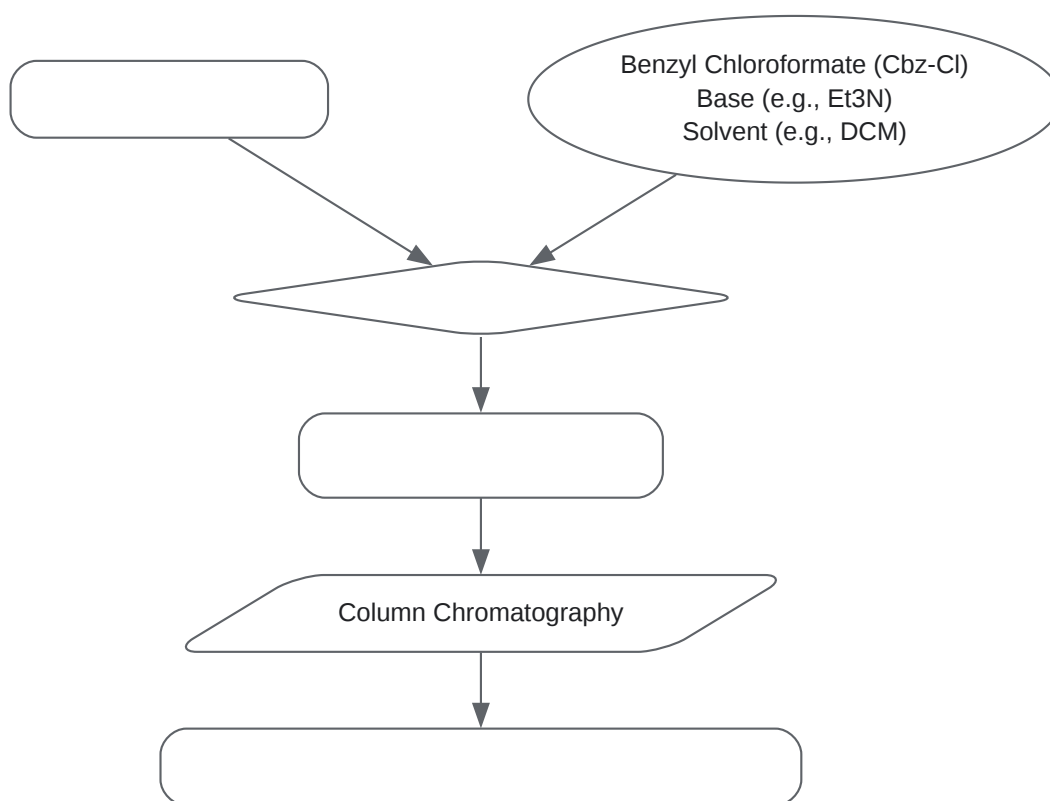 Benzyl Chloroformate (Cbz-Cl)
Base (e.g., Et3N)
Solvent (e.g., DCM)
Column Chromatography